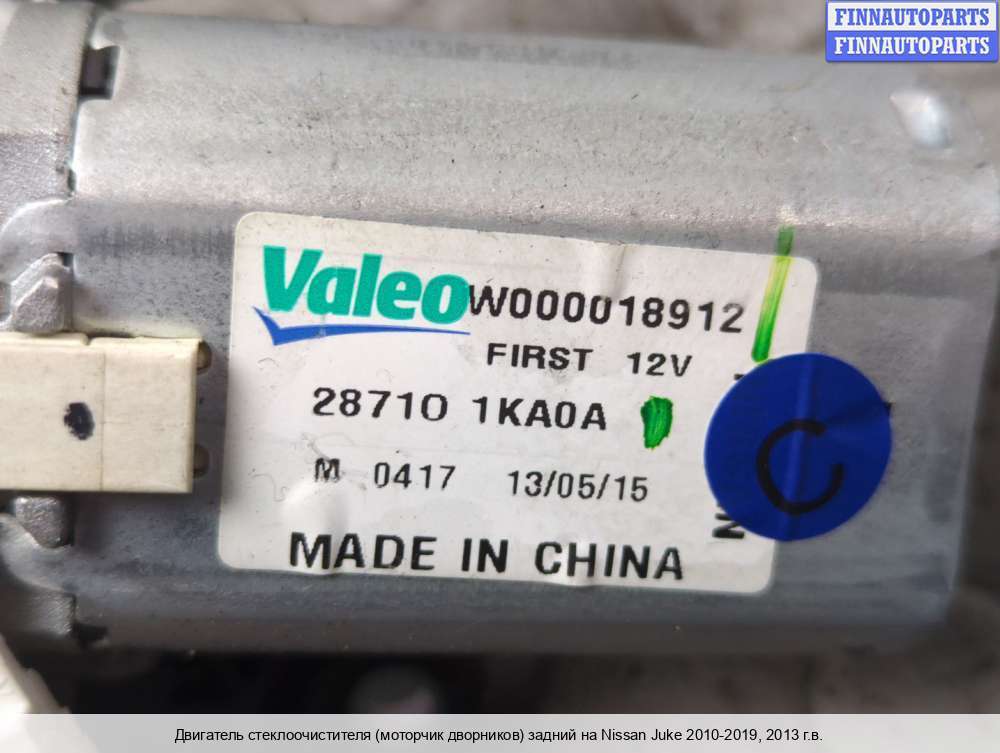 FINNAUTOPARTS
FINNAUTOPARTS
Valeo W000018912
FIRST 12V
28710 1KA0A
M 0417 13/05/15
MADE IN CHINA
N
C
Двигатель стеклоочистителя (моторчик дворников) задний на Nissan Juke 2010-2019, 2013 г.в.